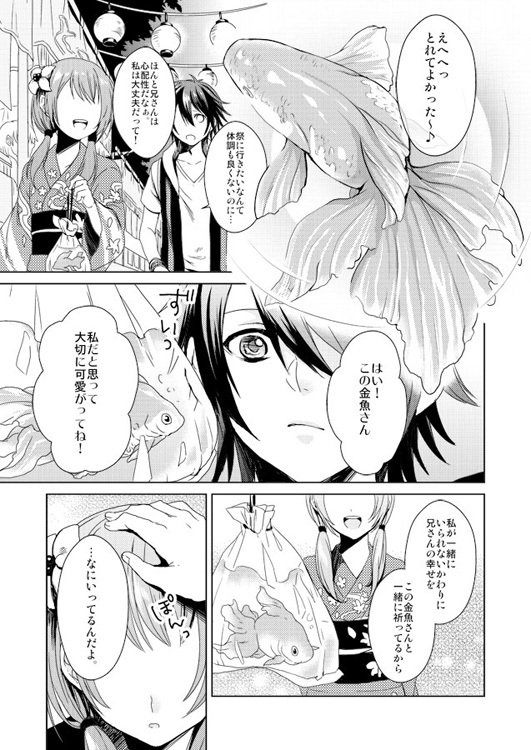 えへへっ
とれてよかった〜♪
祭に行きたいなんて
体調も良くないのに…
ほんと兄さんは
心配性だなぁ。
私は大丈夫だって！
はい！
この金魚さん
ずいっ
私だと思って
大切に可愛がってね！
私が一緒に
いられないかわりに
兄さんの幸せを
この金魚さんと
一緒に祈ってるから
ぽんっ
…なにいってるんだよ。